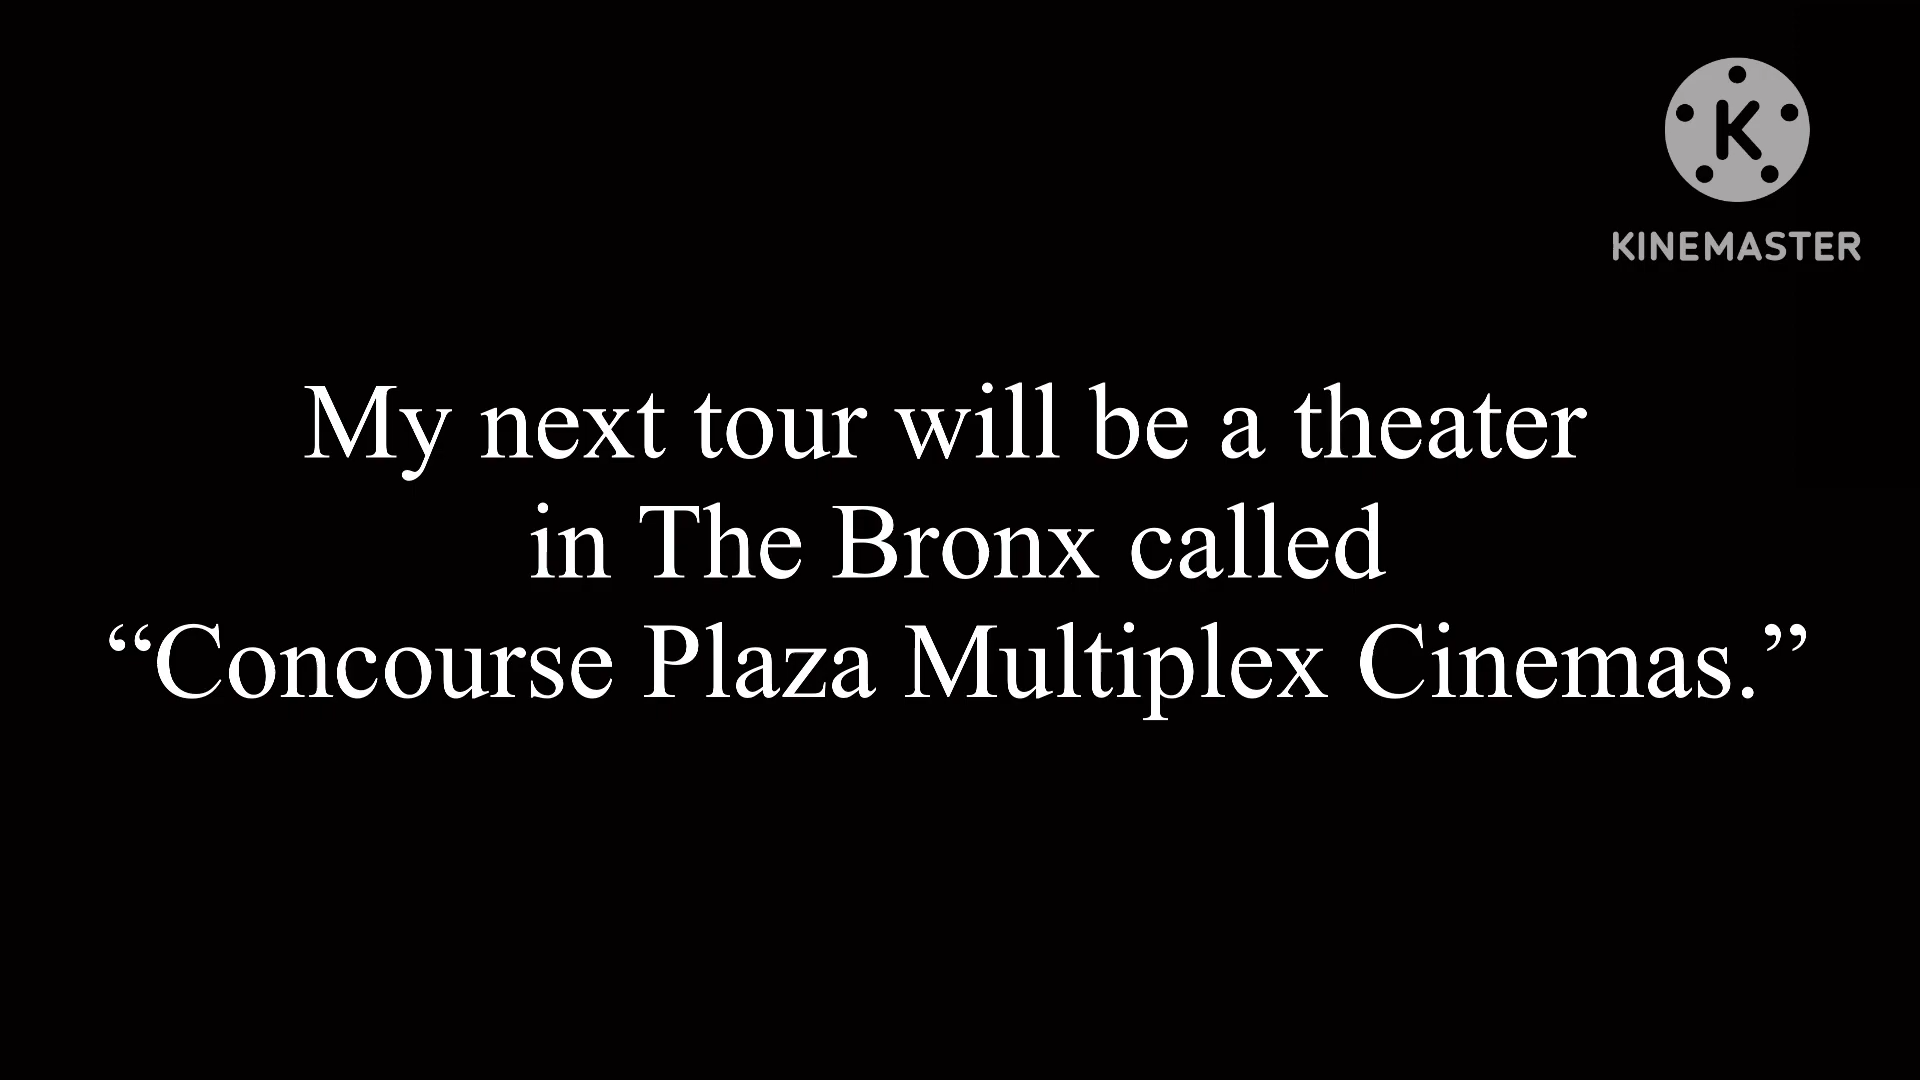 K
KINEMASTER
My next tour will be a theater
in The Bronx called
“Concourse Plaza Multiplex Cinemas.”